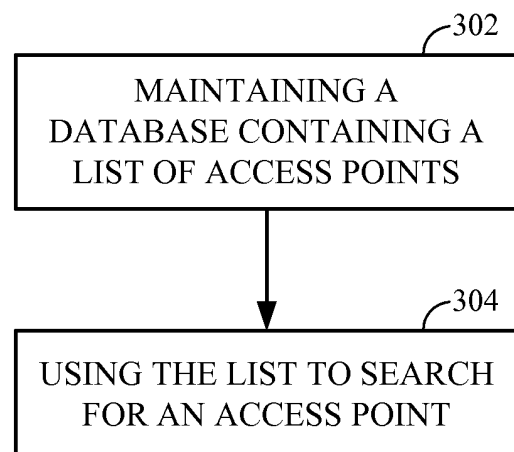 302
MAINTAINING A
DATABASE CONTAINING A
LIST OF ACCESS POINTS
304
USING THE LIST TO SEARCH
FOR AN ACCESS POINT